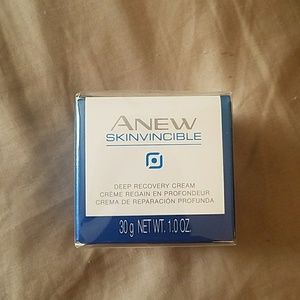 ANEW
SKINVINCIBLE
DEEP RECOVERY CREAM
CRÈME REGAIN EN PROFONDEUR
CREMA DE REPARACIÓN PROFUNDA
30 g NET WT. 1.0 OZ.